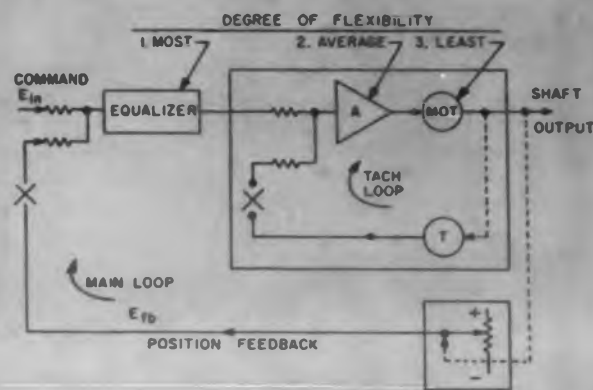 DEGREE OF FLEXIBILITY
1. MOST
2. AVERAGE
3. LEAST
COMMAND
Ein
EQUALIZER
A
MOT
SHAFT
OUTPUT
TACH
LOOP
T
MAIN LOOP
Efb
POSITION FEEDBACK
+
−